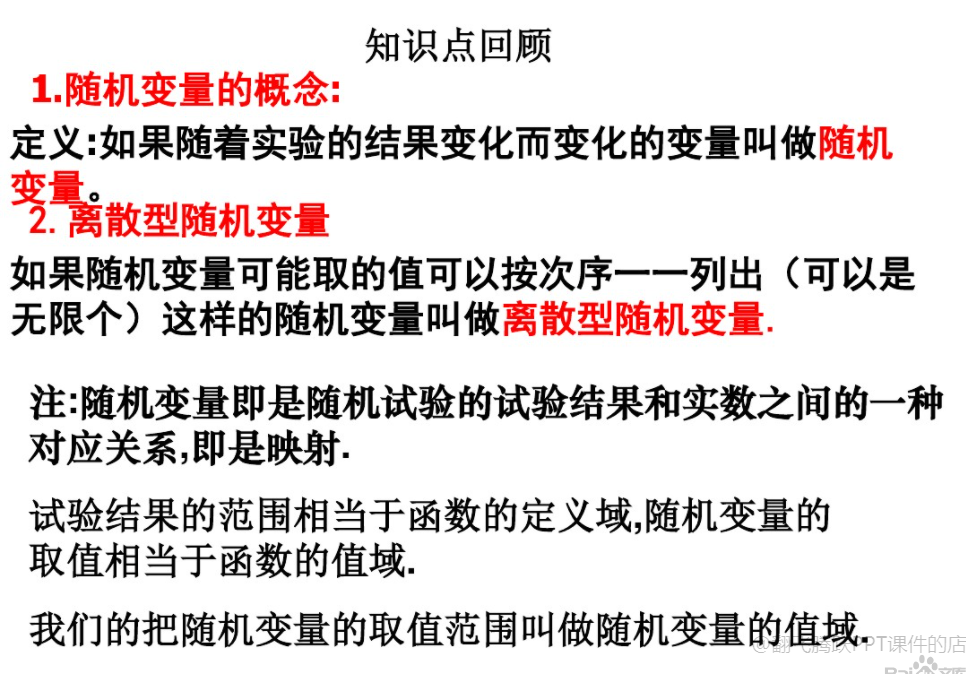 知识点回顾
1.随机变量的概念:
定义:如果随着实验的结果变化而变化的变量叫做随机
变量。
2. 离散型随机变量
如果随机变量可能取的值可以按次序一一列出（可以是
无限个）这样的随机变量叫做离散型随机变量.
注:随机变量即是随机试验的试验结果和实数之间的一种
对应关系,即是映射.
试验结果的范围相当于函数的定义域,随机变量的
取值相当于函数的值域.
我们的把随机变量的取值范围叫做随机变量的值域.
PPT课件的店